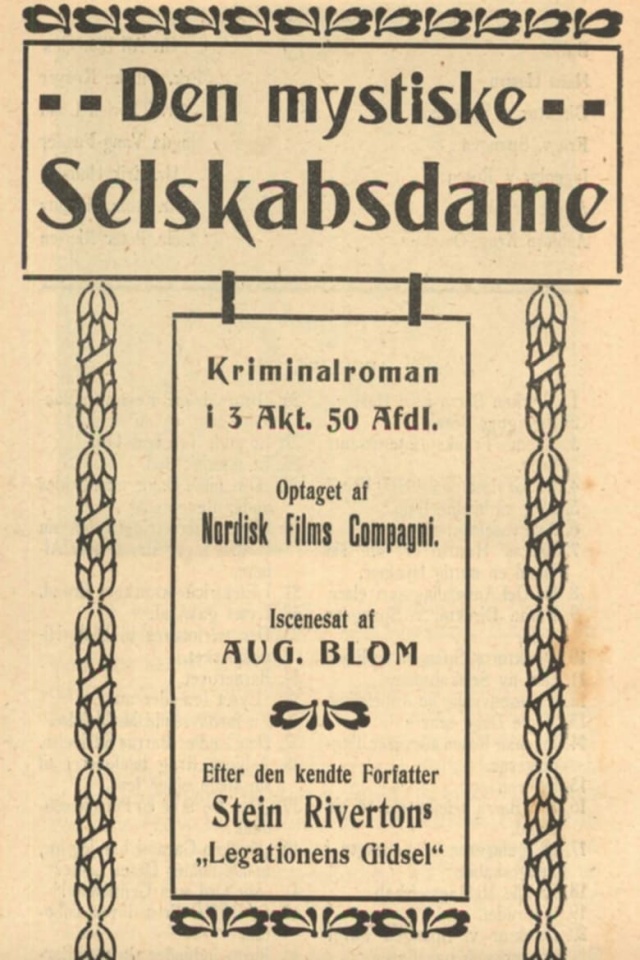 -- Den mystiske --
Selskabsdame
Kriminalroman
i 3 Akt. 50 Afdl.
Optaget af
Nordisk Films Compagni.
Iscenesat af
AUG. BLOM
Efter den kendte Forfatter
Stein Rivertons
„Legationens Gidsel“